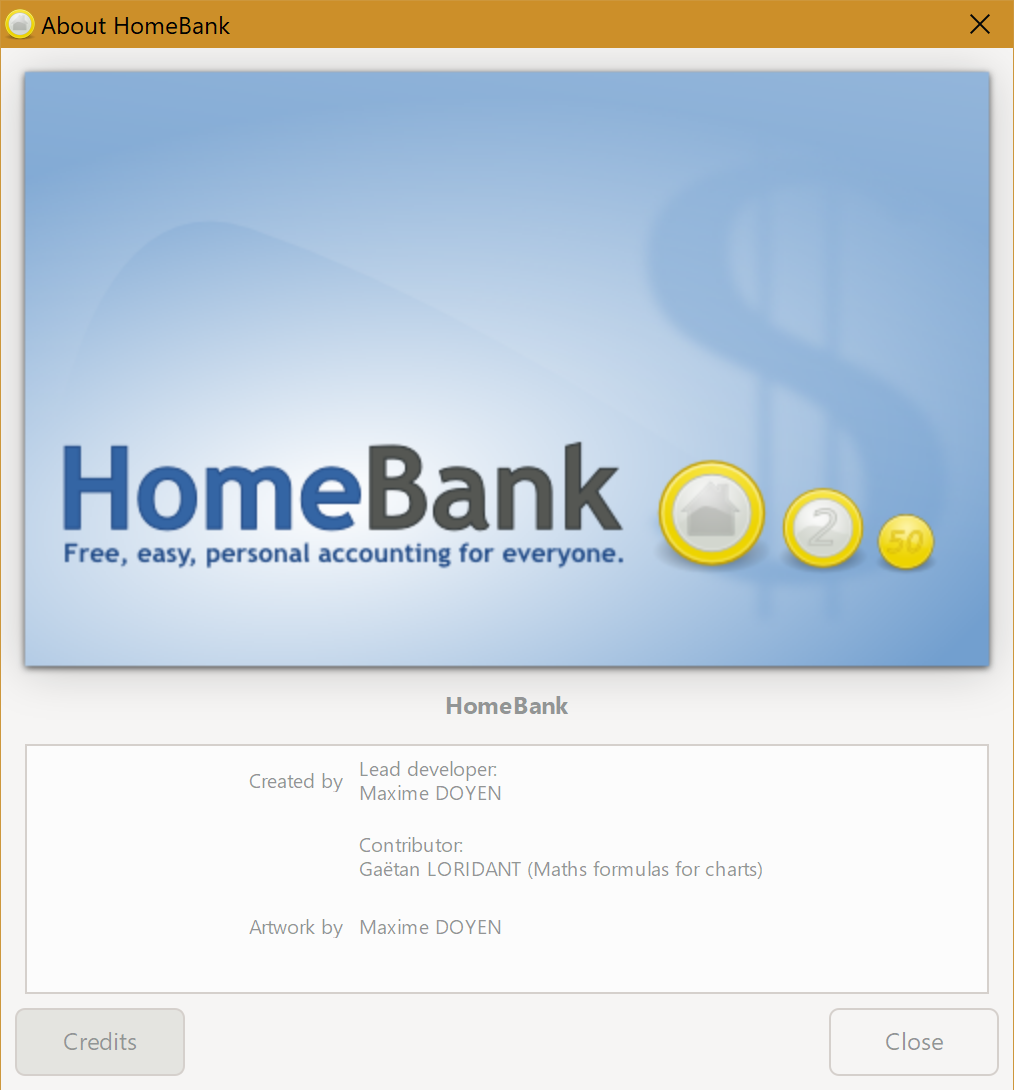 About HomeBank
HomeBank
Free, easy, personal accounting for everyone.
2
50
HomeBank
Created by
Lead developer:
Maxime DOYEN
Contributor:
Gaëtan LORIDANT (Maths formulas for charts)
Artwork by Maxime DOYEN
Credits
Close